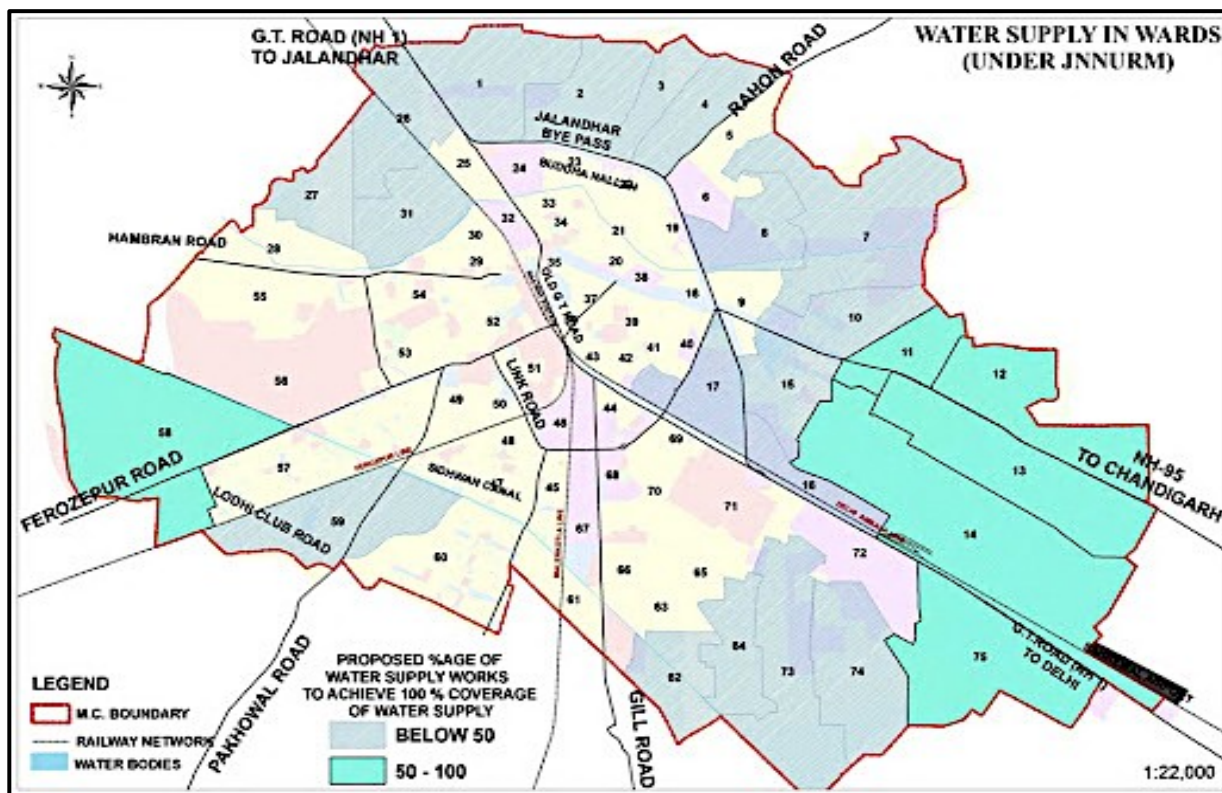 WATER SUPPLY IN WARDS
(UNDER JNNURM)
G.T. ROAD (NH 1)
TO JALANDHAR
RAHON ROAD
1
2
3
4
5
JALANDHAR
BYE PASS
BUDDHA NALLAH
26
25
24
23
6
27
31
32
33
34
21
19
8
7
HAMBRAN ROAD
28
30
29
35
20
38
18
9
10
55
54
52
OLD G T ROAD
37
39
41
40
11
12
53
43
42
51
LINK ROAD
17
15
56
49
50
44
13
NH-95
TO CHANDIGARH
58
48
48
69
57
FEROZEPUR ROAD
LODHI CLUB ROAD
SIDHWAN CANAL
47
45
68
70
71
16
14
59
67
72
60
66
65
61
63
G.T.ROAD (NH 1)
TO DELHI
75
64
73
74
62
PAKHOWAL ROAD
GILL ROAD
PROPOSED %AGE OF
WATER SUPPLY WORKS
TO ACHIEVE 100 % COVERAGE
OF WATER SUPPLY
BELOW 50
50 - 100
LEGEND
M.C. BOUNDARY
RAILWAY NETWORK
WATER BODIES
1:22,000